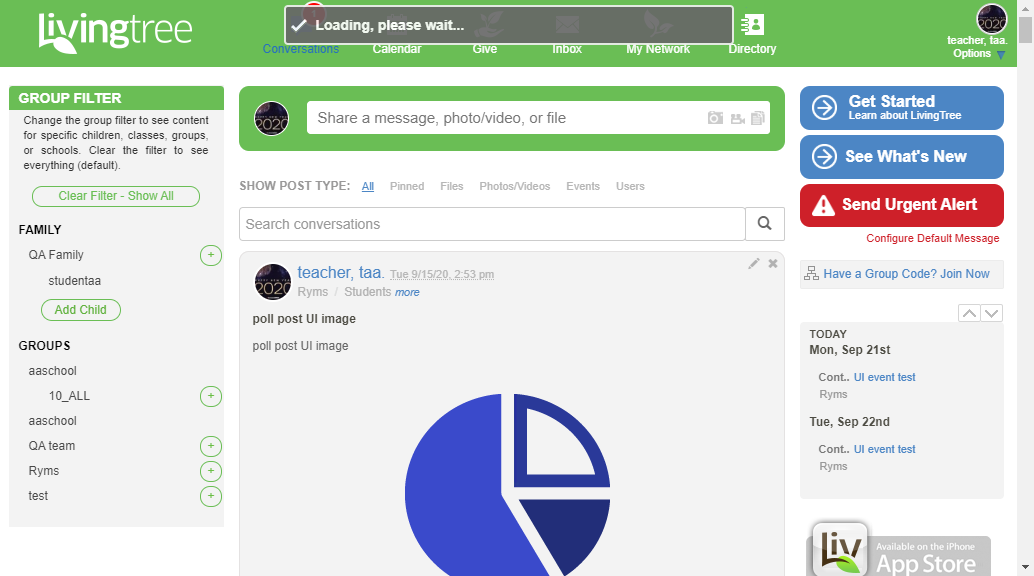 livingtree
1
Loading, please wait...
Conversations
Calendar
Give
Inbox
My Network
Directory
teacher, taa.
Options
GROUP FILTER
Change the group filter to see content
for specific children, classes, groups,
or schools. Clear the filter to see
everything (default).
Clear Filter - Show All
FAMILY
QA Family
+
studentaa
Add Child
GROUPS
aaschool
10_ALL
+
aaschool
QA team
+
Ryms
+
test
+
2020
Share a message, photo/video, or file
SHOW POST TYPE: All Pinned Files Photos/Videos Events Users
Search conversations
2020
teacher, taa. Tue 9/15/20, 2:53 pm
Ryms / Students more
poll post UI image
poll post UI image
Get Started
Learn about LivingTree
See What's New
Send Urgent Alert
Configure Default Message
Have a Group Code? Join Now
TODAY
Mon, Sep 21st
Cont.. UI event test
Ryms
Tue, Sep 22nd
Cont.. UI event test
Ryms
Liv
Available on the iPhone
App Store